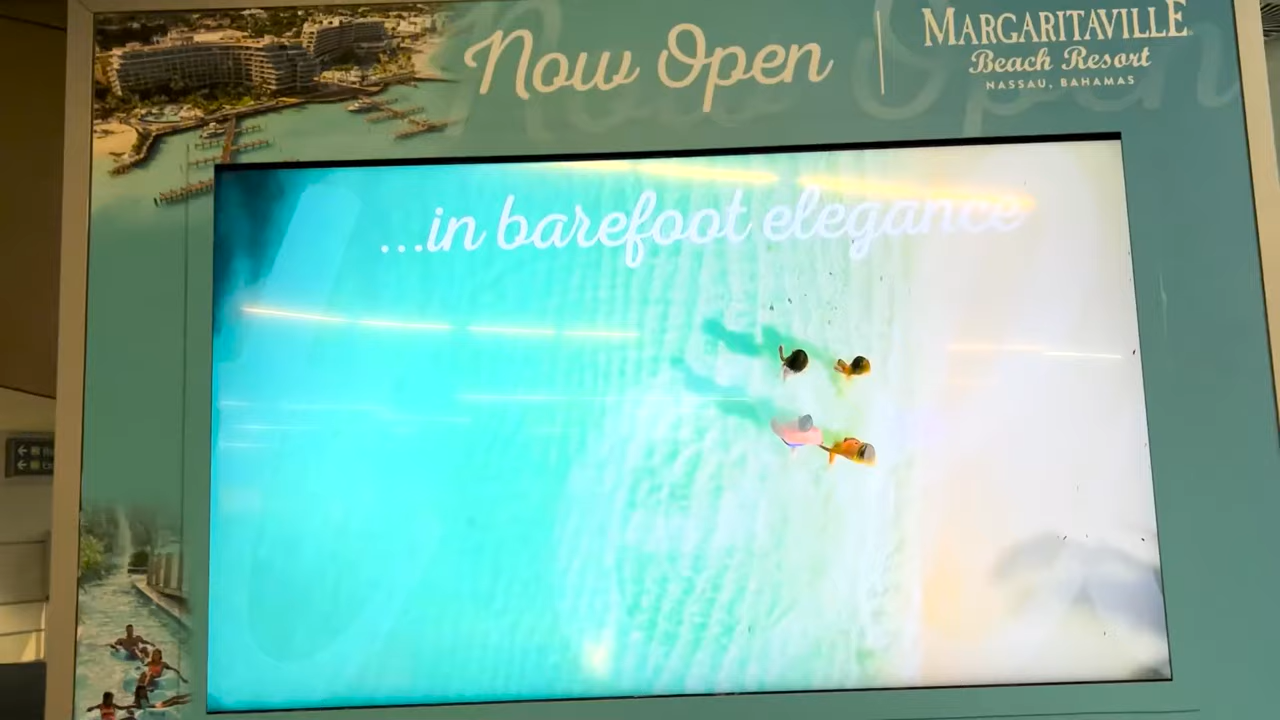 Now Open
MARGARITAVILLE
Beach Resort
NASSAU, BAHAMAS
...in barefoot elegance